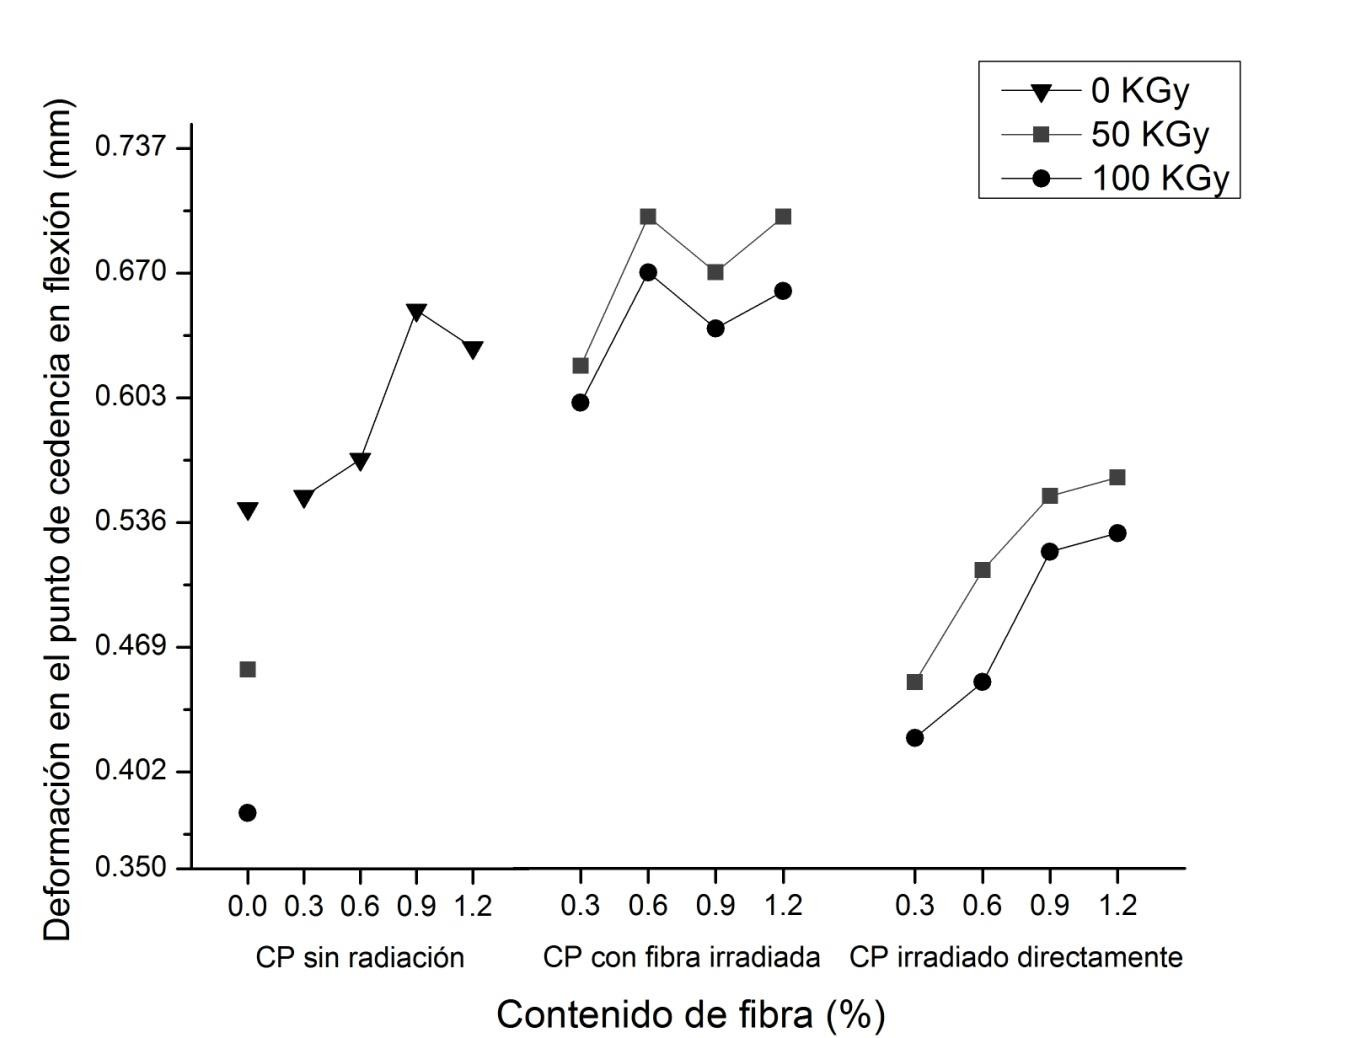 0 KGy
50 KGy
100 KGy
Deformación en el punto de cedencia en flexión (mm)
0.737
0.670
0.603
0.536
0.469
0.402
0.350
0.0 0.3 0.6 0.9 1.2 0.3 0.6 0.9 1.2 0.3 0.6 0.9 1.2
CP sin radiación CP con fibra irradiada CP irradiado directamente
Contenido de fibra (%)